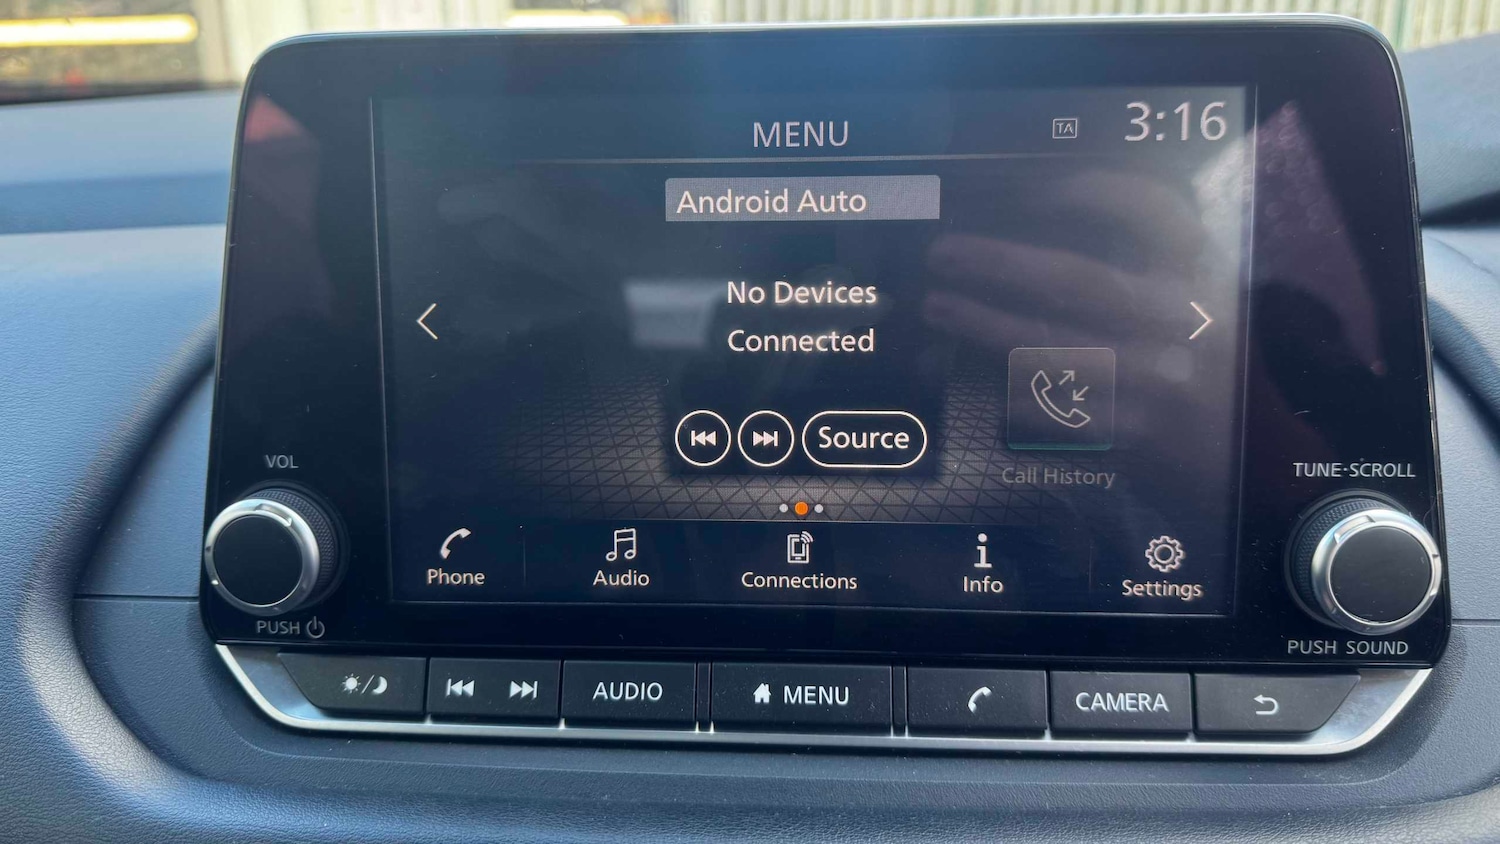 MENU
TA
3:16
Android Auto
No Devices
Connected
Source
Call History
Phone
Audio
Connections
Info
Settings
VOL
PUSH
TUNE·SCROLL
PUSH SOUND
AUDIO
MENU
CAMERA